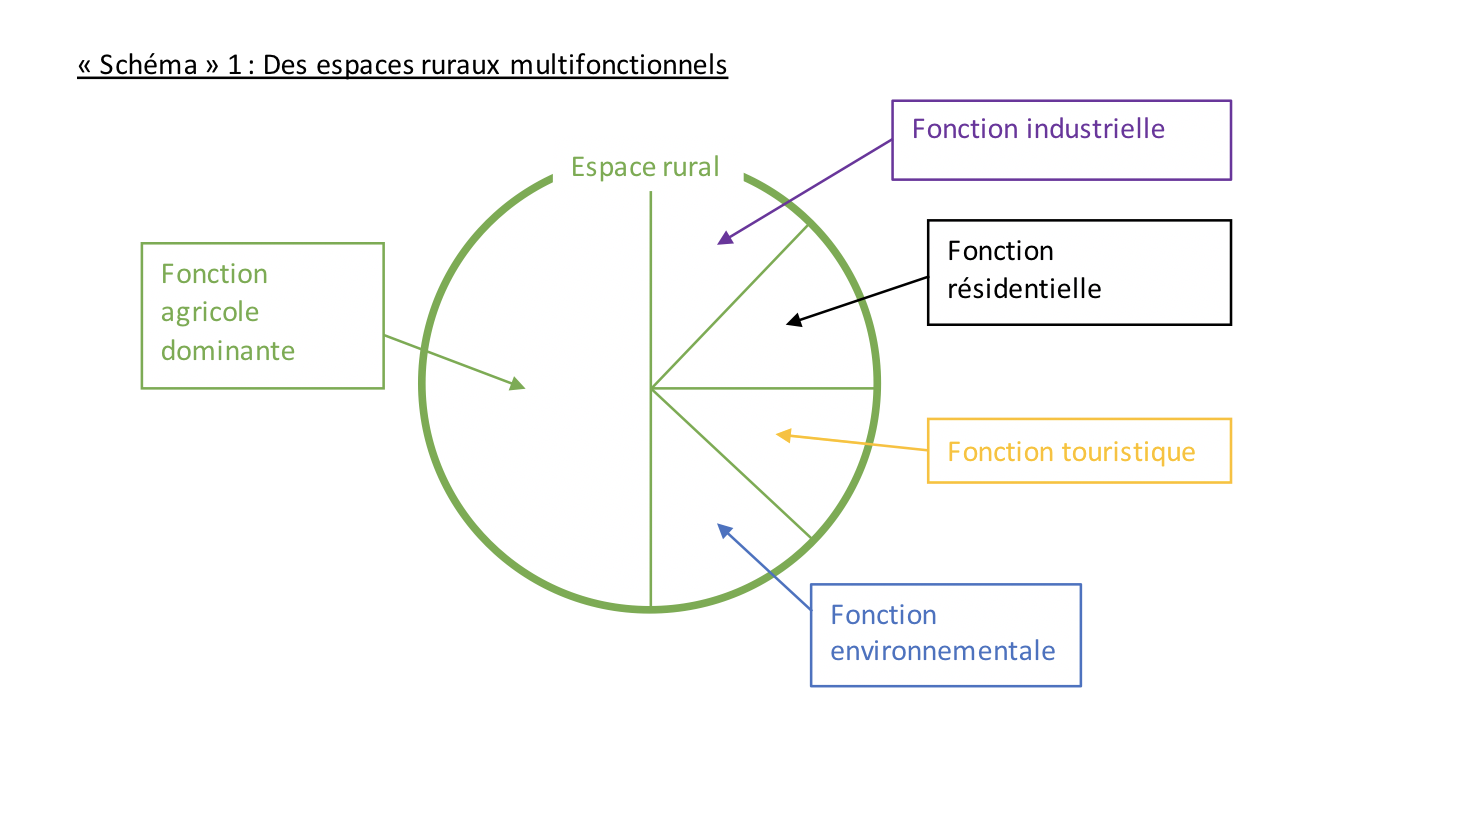 « Schéma » 1 : Des espaces ruraux multifonctionnels
Fonction industrielle
Espace rural
Fonction
résidentielle
Fonction
agricole
dominante
Fonction touristique
Fonction
environnementale